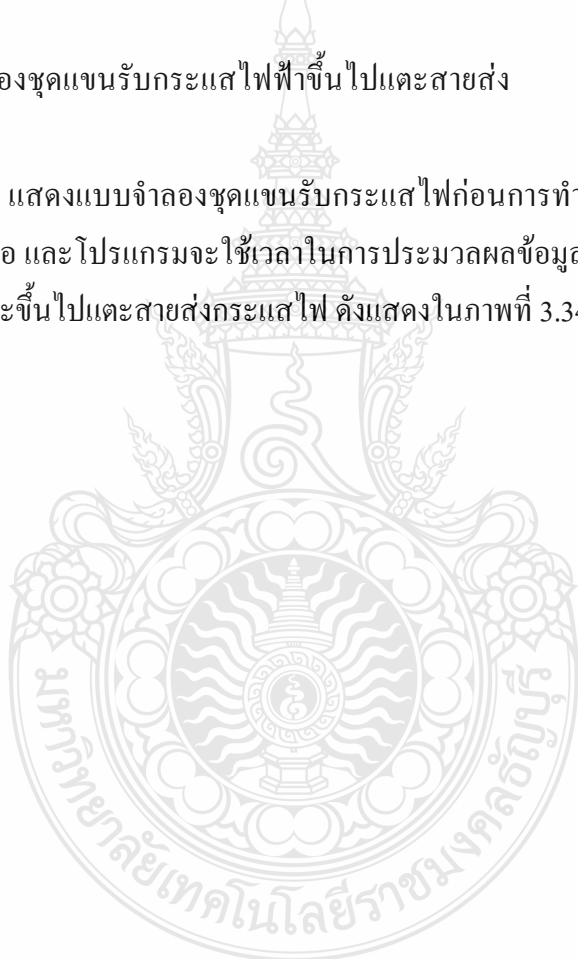 องชุดแขนรับกระแสไฟฟ้าขึ้นไปแตะสายส่ง
แสดงแบบจำลองชุดแขนรับกระแสไฟก่อนการทำ
อ และโปรแกรมจะใช้เวลาในการประมวลผลข้อมูล
ะขึ้นไปแตะสายส่งกระแสไฟ ดังแสดงในภาพที่ 3.34
มหาวิทยาลัยเทคโนโลยีราชมงคลธัญบุรี